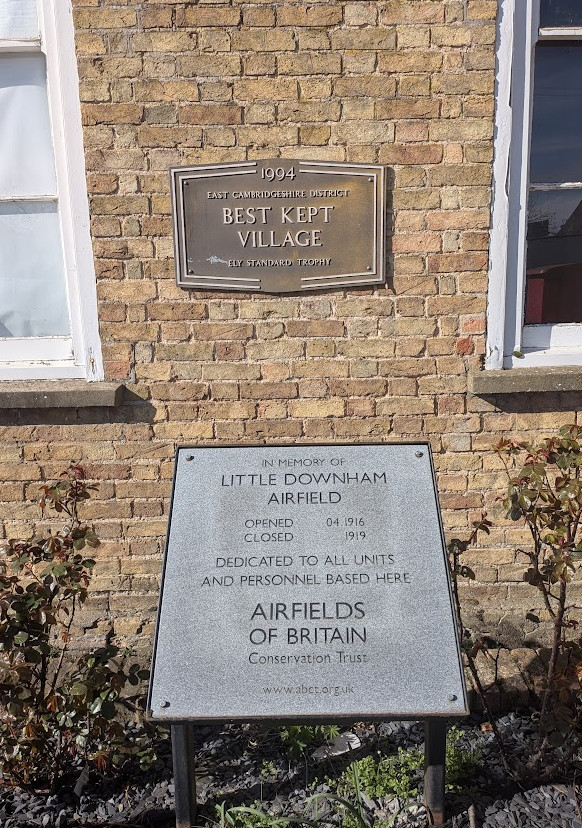 1994
EAST CAMBRIDGESHIRE DISTRICT
BEST KEPT
VILLAGE
ELY STANDARD TROPHY
IN MEMORY OF
LITTLE DOWNHAM
AIRFIELD
OPENED 04 1916
CLOSED 1919
DEDICATED TO ALL UNITS
AND PERSONNEL BASED HERE
AIRFIELDS
OF BRITAIN
Conservation Trust
www.abct.org.uk